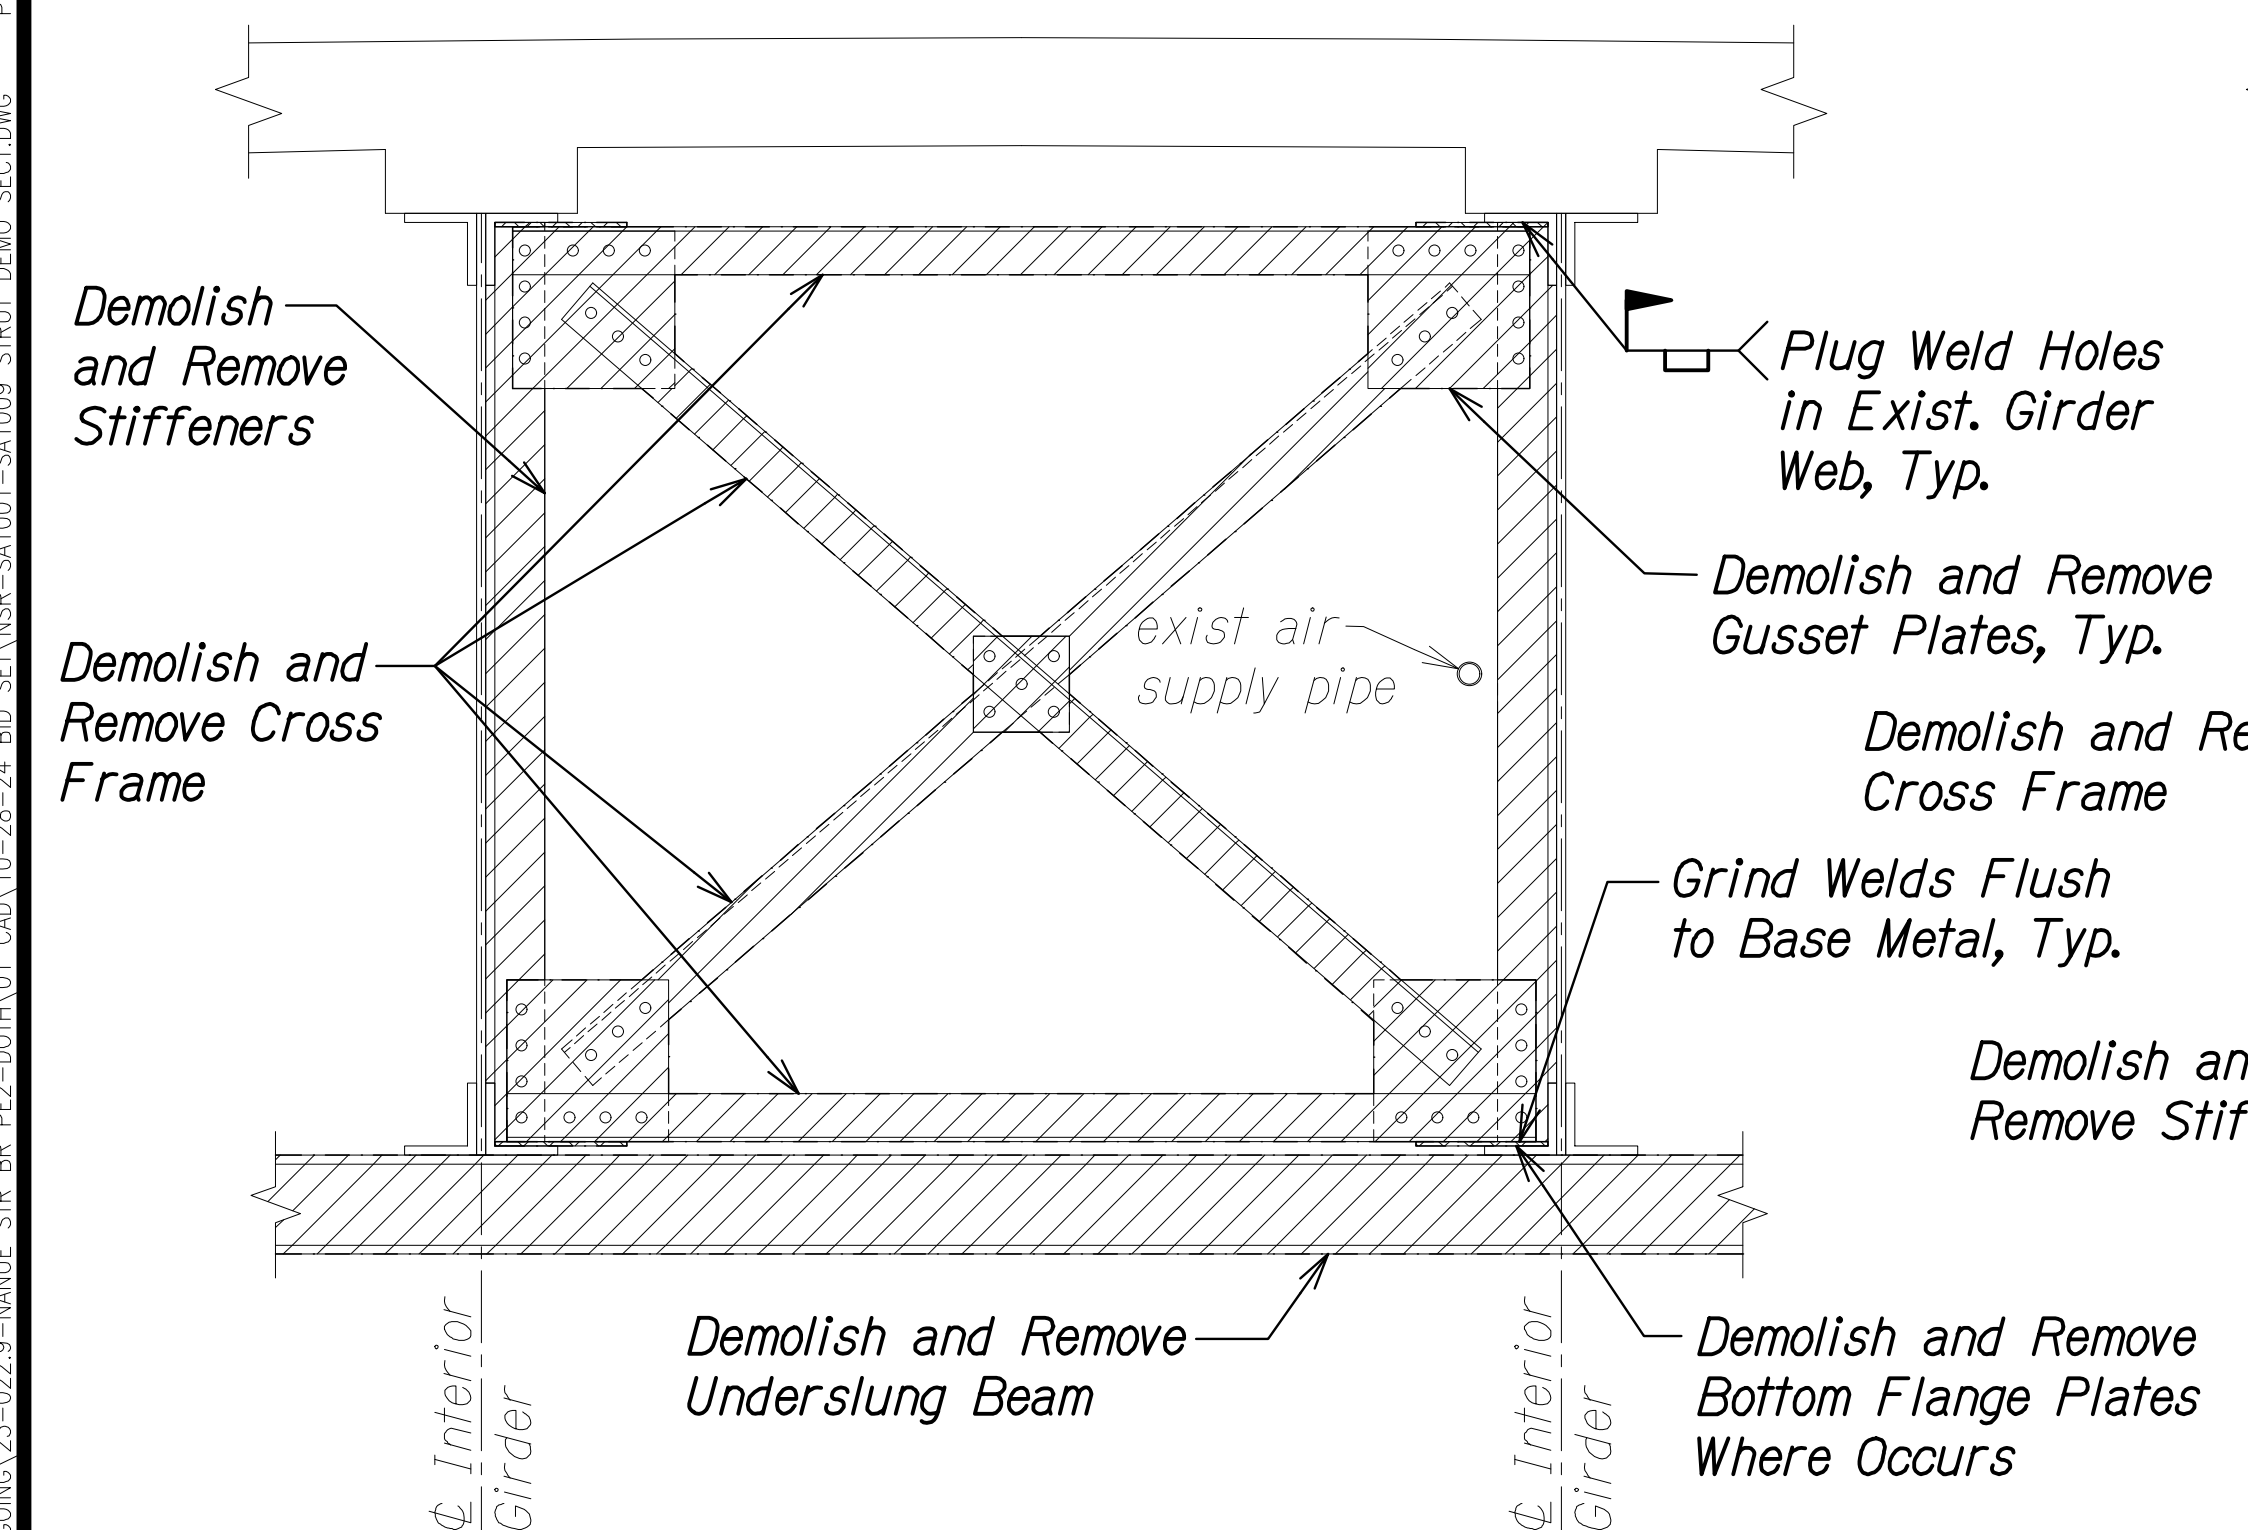 Demolish
and Remove
Stiffeners
Demolish and
Remove Cross
Frame
exist air
supply pipe
Plug Weld Holes
in Exist. Girder
Web, Typ.
Demolish and Remove
Gusset Plates, Typ.
Demolish and Re
Cross Frame
Grind Welds Flush
to Base Metal, Typ.
Demolish an
Remove Stif
Demolish and Remove
Underslung Beam
Demolish and Remove
Bottom Flange Plates
Where Occurs
℄ Interior
Girder
℄ Interior
Girder